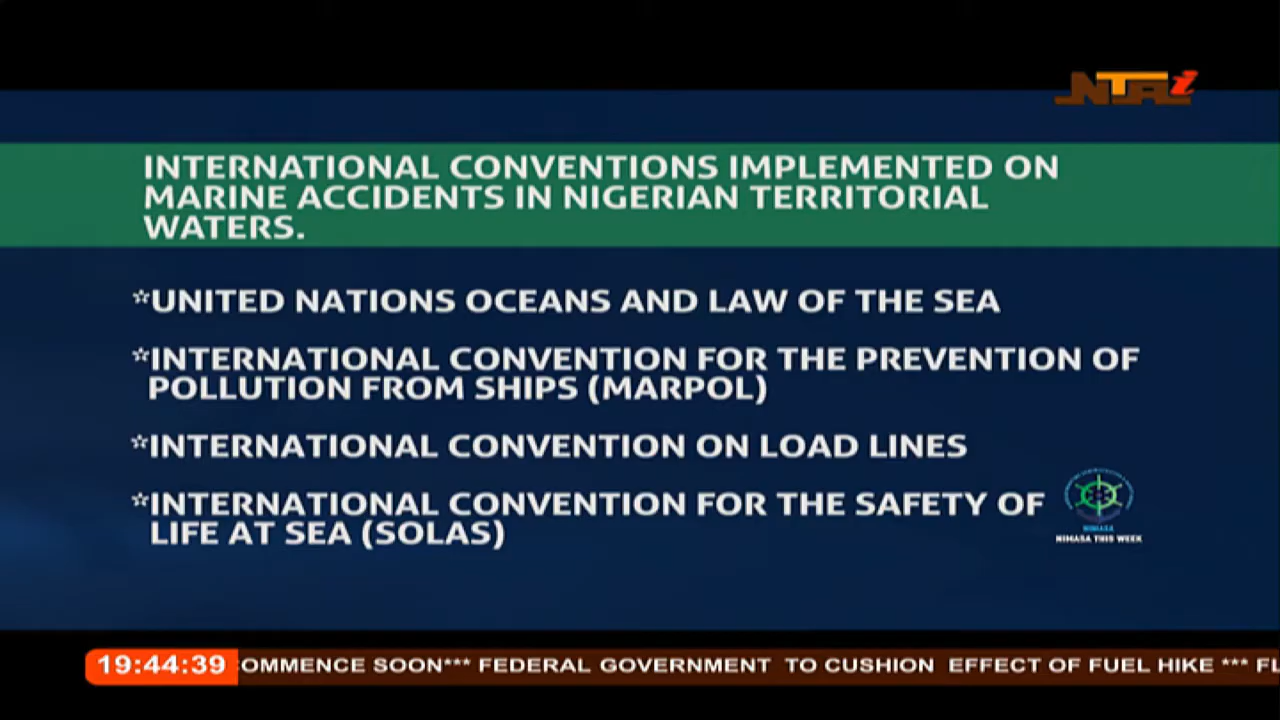 NTAi
INTERNATIONAL CONVENTIONS IMPLEMENTED ON
MARINE ACCIDENTS IN NIGERIAN TERRITORIAL
WATERS.
☆UNITED NATIONS OCEANS AND LAW OF THE SEA
☆INTERNATIONAL CONVENTION FOR THE PREVENTION OF
POLLUTION FROM SHIPS (MARPOL)
☆INTERNATIONAL CONVENTION ON LOAD LINES
☆INTERNATIONAL CONVENTION FOR THE SAFETY OF
LIFE AT SEA (SOLAS)
NIMASA
NIMASA THIS WEEK
19:44:39 OMMENCE SOON*** FEDERAL GOVERNMENT TO CUSHION EFFECT OF FUEL HIKE *** FL